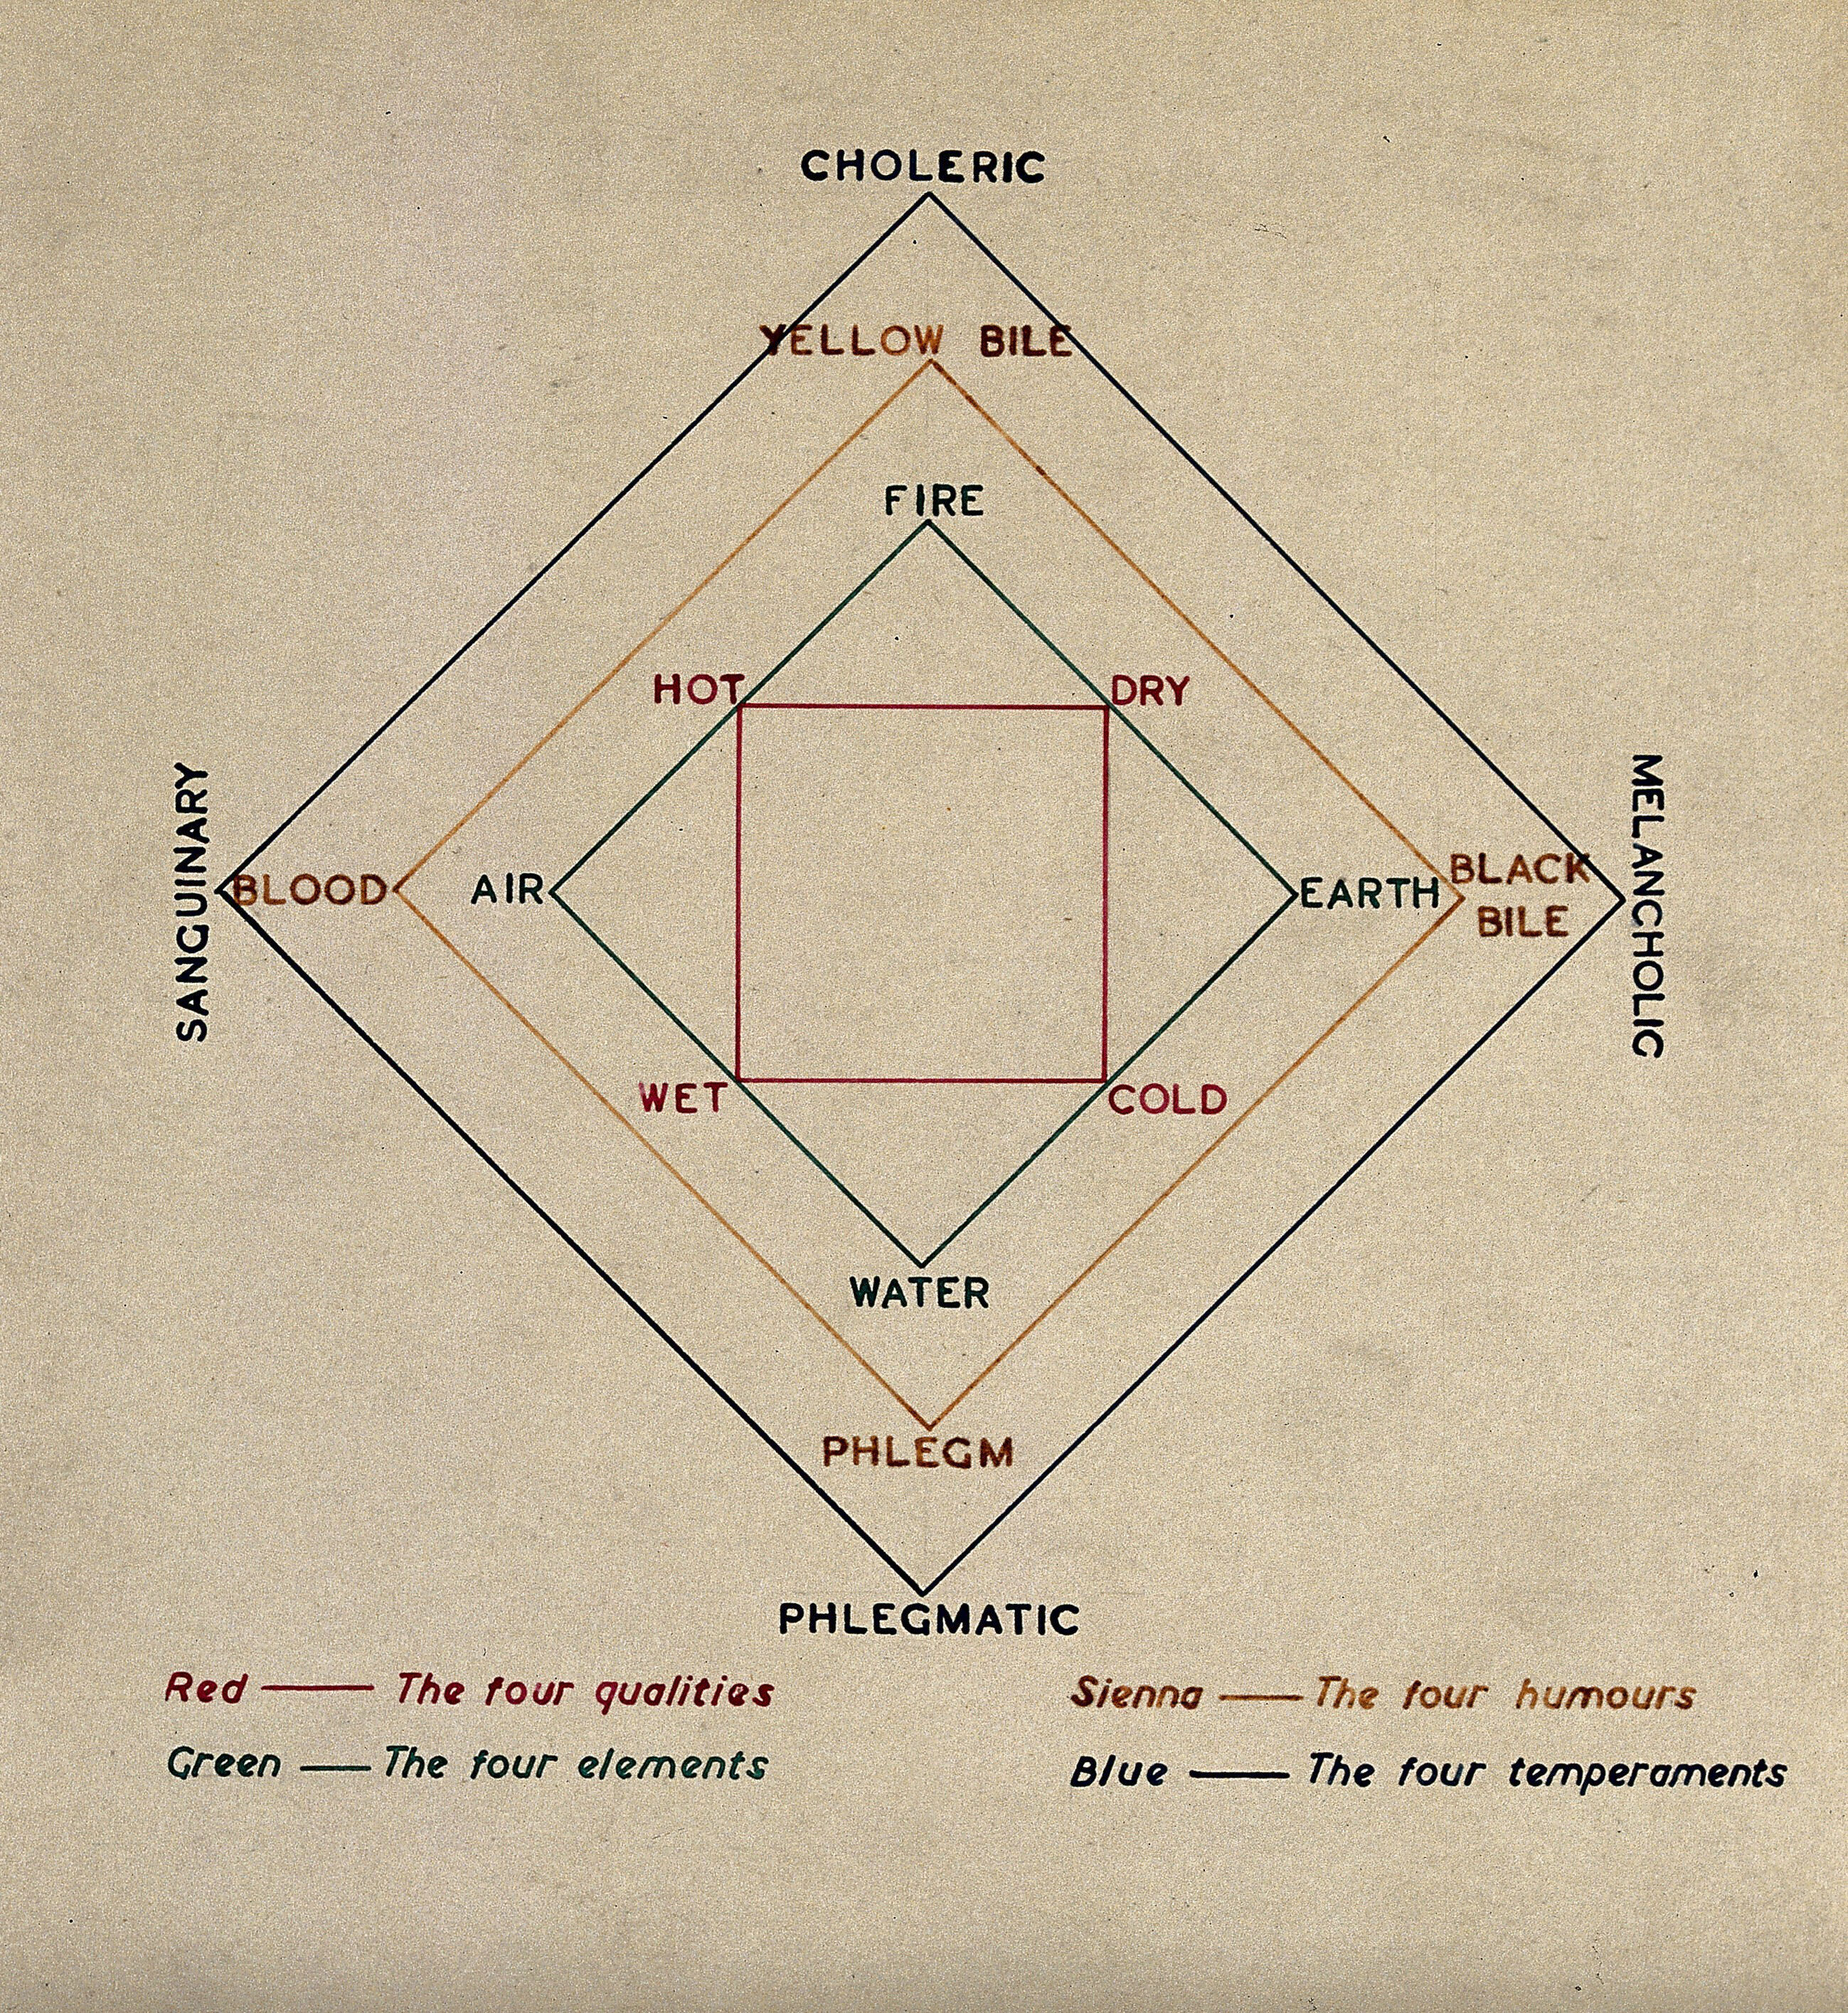 CHOLERIC
YELLOW BILE
FIRE
HOT
DRY
SANGUINARY
BLOOD
AIR
EARTH
BLACK
BILE
MELANCHOLIC
WET
COLD
WATER
PHLEGM
PHLEGMATIC
Red — The four qualities
Green — The four elements
Sienna — The four humours
Blue — The four temperaments